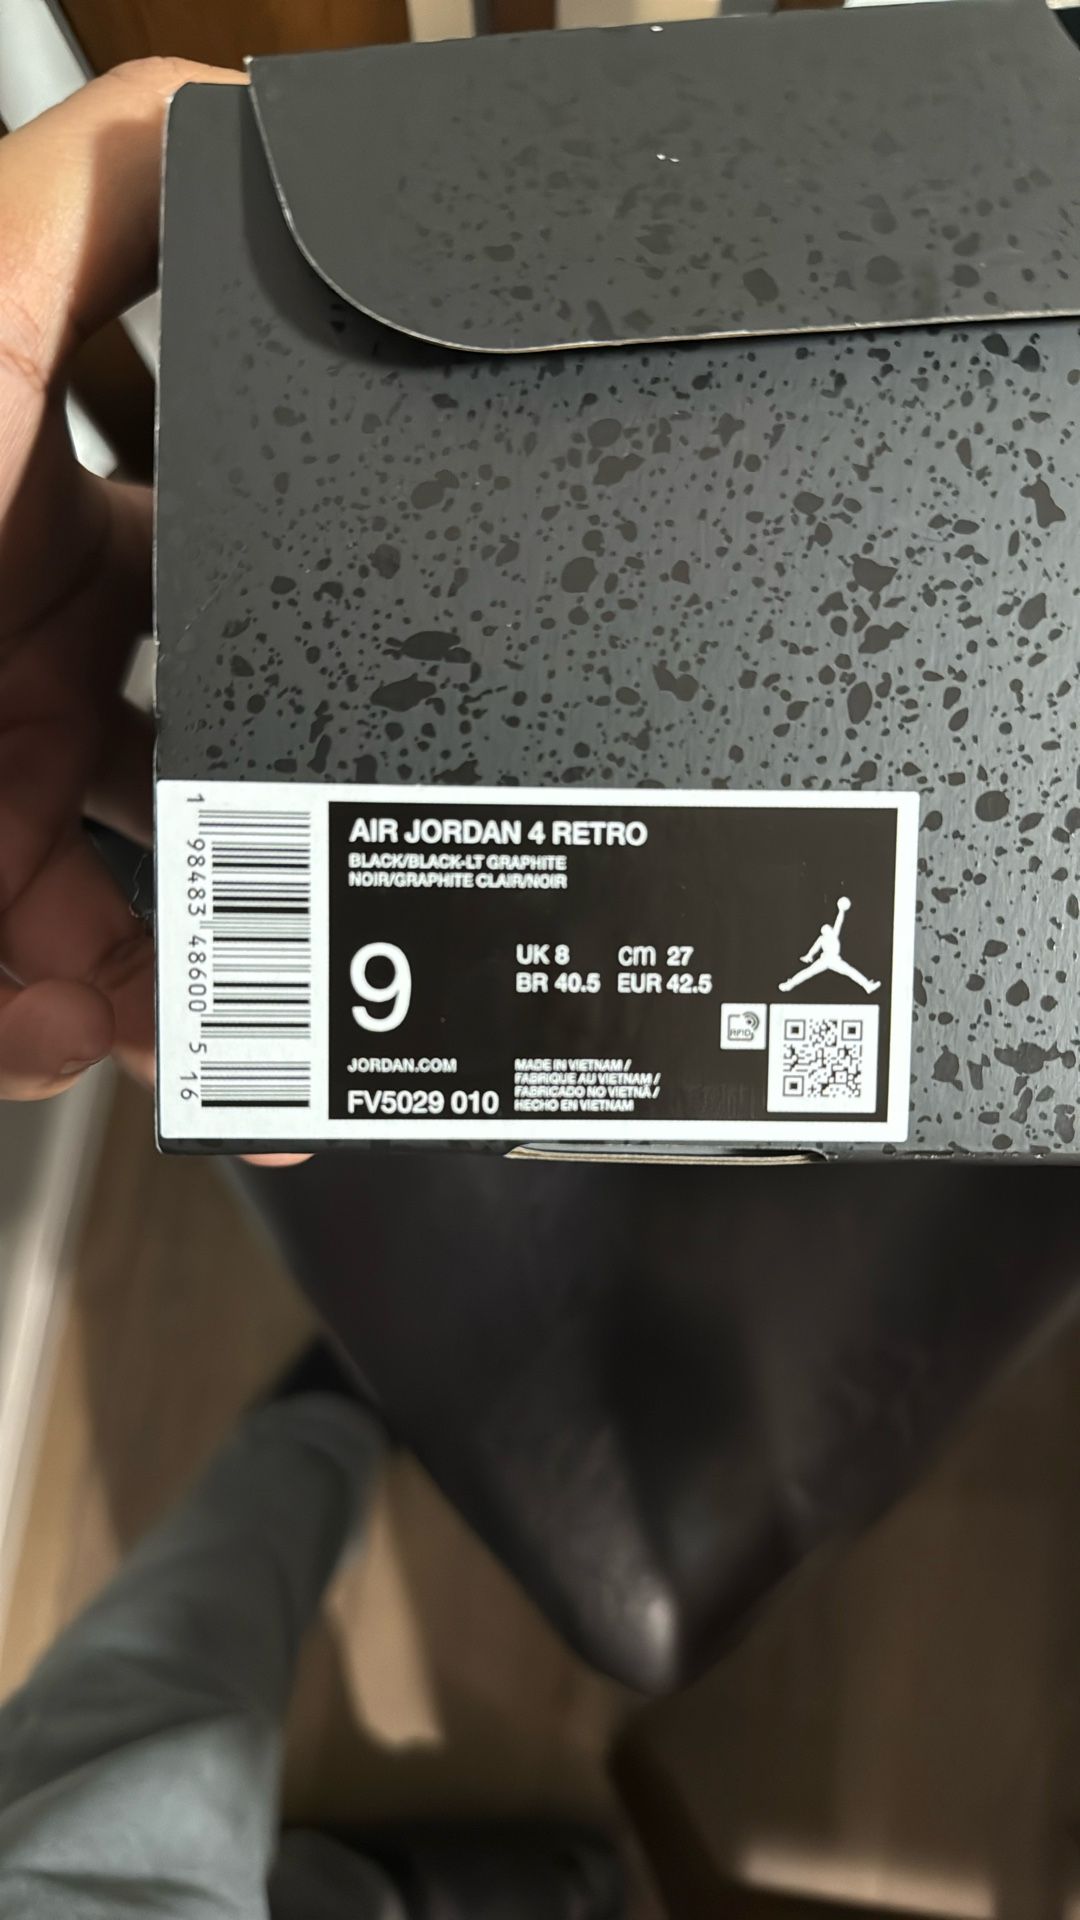 AIR JORDAN 4 RETRO
BLACK/BLACK-LT GRAPHITE
NOIR/GRAPHITE CLAIR/NOIR
9
UK 8 cm 27
BR 40.5 EUR 42.5
RFID
JORDAN.COM
FV5029 010
MADE IN VIETNAM /
FABRIQUE AU VIETNAM /
FABRICADO NO VIETNÃ /
HECHO EN VIETNAM
1 98483 48600 5 16